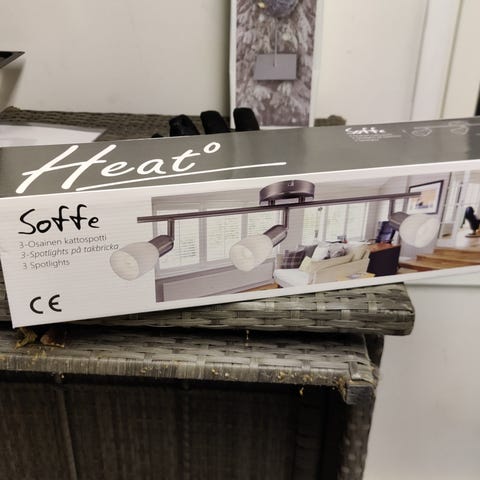 Heat°
Soffe
Soffe
3-Osainen kattospotti
3-Spotlights på takbricka
3 Spotlights
CE